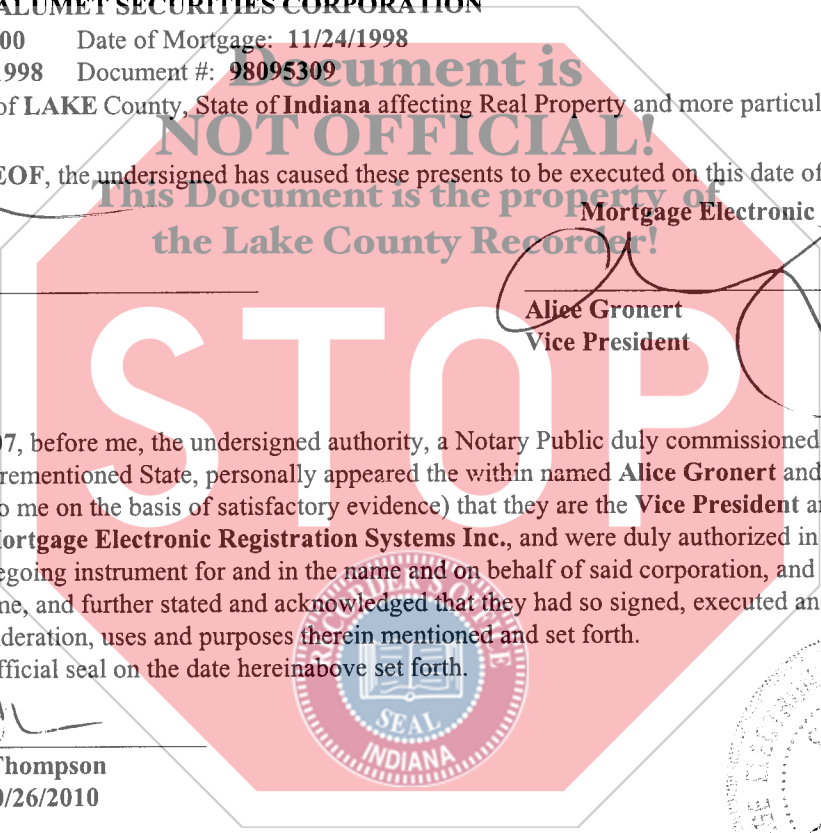 ALUMET SECURITIES CORPORATION
00 Date of Mortgage: 11/24/1998
1998 Document #: 98095309
Document is
of LAKE County, State of Indiana affecting Real Property and more particul
NOT OFFICIAL!
EOF, the undersigned has caused these presents to be executed on this date of
This Document is the property of
Mortgage Electronic
the Lake County Recorder!
Alice Gronert
Vice President
STOP
07, before me, the undersigned authority, a Notary Public duly commissioned
rementioned State, personally appeared the within named Alice Gronert and
o me on the basis of satisfactory evidence) that they are the Vice President a
ortgage Electronic Registration Systems Inc., and were duly authorized in
egoing instrument for and in the name and on behalf of said corporation, and
ne, and further stated and acknowledged that they had so signed, executed an
ideration, uses and purposes therein mentioned and set forth.
fficial seal on the date hereinabove set forth.
RECORDER'S OFFICE
SEAL
INDIANA
Thompson
0/26/2010